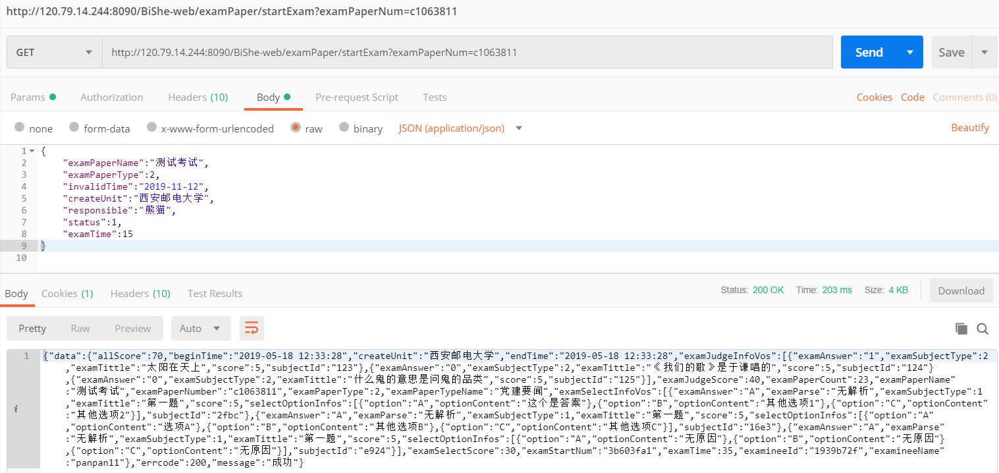 http://120.79.14.244:8090/BiShe-web/examPaper/startExam?examPaperNum=c1063811
GET http://120.79.14.244:8090/BiShe-web/examPaper/startExam?examPaperNum=c1063811 Send Save
Params Authorization Headers (10) Body Pre-request Script Tests Cookies Code Comments (0)
none form-data x-www-form-urlencoded raw binary JSON (application/json) Beautify
1 {
2 "examPaperName":"测试考试",
3 "examPaperType":2,
4 "invalidTime":"2019-11-12",
5 "createUnit":"西安邮电大学",
6 "responsible":"熊猫",
7 "status":1,
8 "examTime":15
9 }
10
Body Cookies (1) Headers (10) Test Results Status: 200 OK Time: 203 ms Size: 4 KB Download
Pretty Raw Preview Auto
1 {"data":{"allScore":70,"beginTime":"2019-05-18 12:33:28","createUnit":"西安邮电大学","endTime":"2019-05-18 12:33:28","examJudgeInfoVos":[{"examAnswer":"1","examSubjectType":2
,"examTittle":"太阳在天上","score":5,"subjectId":"123"},{"examAnswer":"0","examSubjectType":2,"examTittle":"《我们的歌》是于谦唱的","score":5,"subjectId":"124"}
,{"examAnswer":"0","examSubjectType":2,"examTittle":"什么鬼的意思是问鬼的品类","score":5,"subjectId":"125"}],"examJudgeScore":40,"examPaperCount":23,"examPaperName"
:"测试考试","examPaperNumber":"c1063811","examPaperType":2,"examPaperTypeName":"党建要闻","examSelectInfoVos":[{"examAnswer":"A","examParse":"无解析","examSubjectType":1
,"examTittle":"第一题","score":5,"selectOptionInfos":[{"option":"A","optionContent":"这个是答案"},{"option":"B","optionContent":"其他选项1"},{"option":"C","optionContent"
:"其他选项2"}],"subjectId":"2fbc"},{"examAnswer":"A","examParse":"无解析","examSubjectType":1,"examTittle":"第一题","score":5,"selectOptionInfos":[{"option":"A"
,"optionContent":"选项A"},{"option":"B","optionContent":"其他选项B"},{"option":"C","optionContent":"其他选项C"}],"subjectId":"16e3"},{"examAnswer":"A","examParse"
:"无解析","examSubjectType":1,"examTittle":"第一题","score":5,"selectOptionInfos":[{"option":"A","optionContent":"无原因"},{"option":"B","optionContent":"无原因"}
,{"option":"C","optionContent":"无原因"}],"subjectId":"e924"}],"examSelectScore":30,"examStartNum":"3b603fa1","examTime":35,"examineeId":"1939b72f","examineeName"
:"panpan11"},"errcode":200,"message":"成功"}